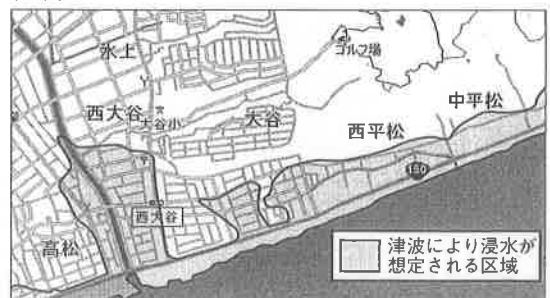 氷上
ゴルフ場
西大谷
大谷小
大谷
西平松
中平松
150
西大谷
高松
津波により浸水が
想定される区域